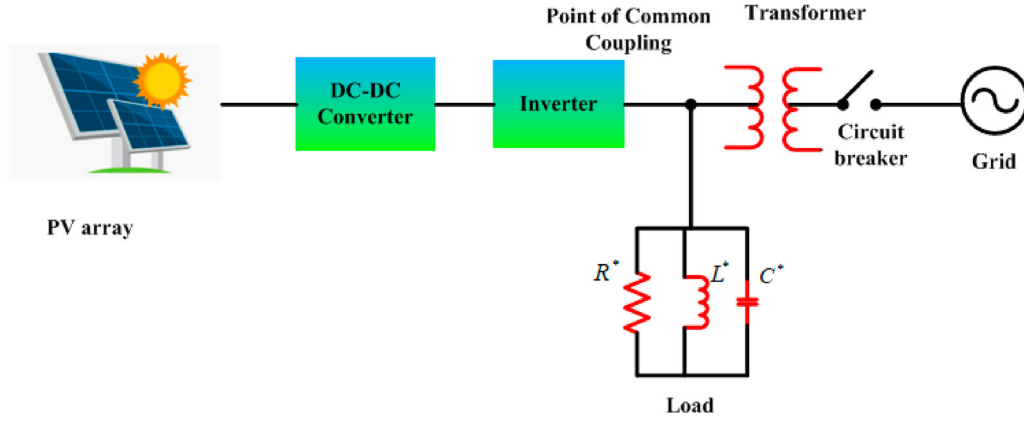 Point of Common
Coupling
Transformer
DC-DC
Converter
Inverter
Circuit
breaker
Grid
PV array
R*
L*
C*
Load